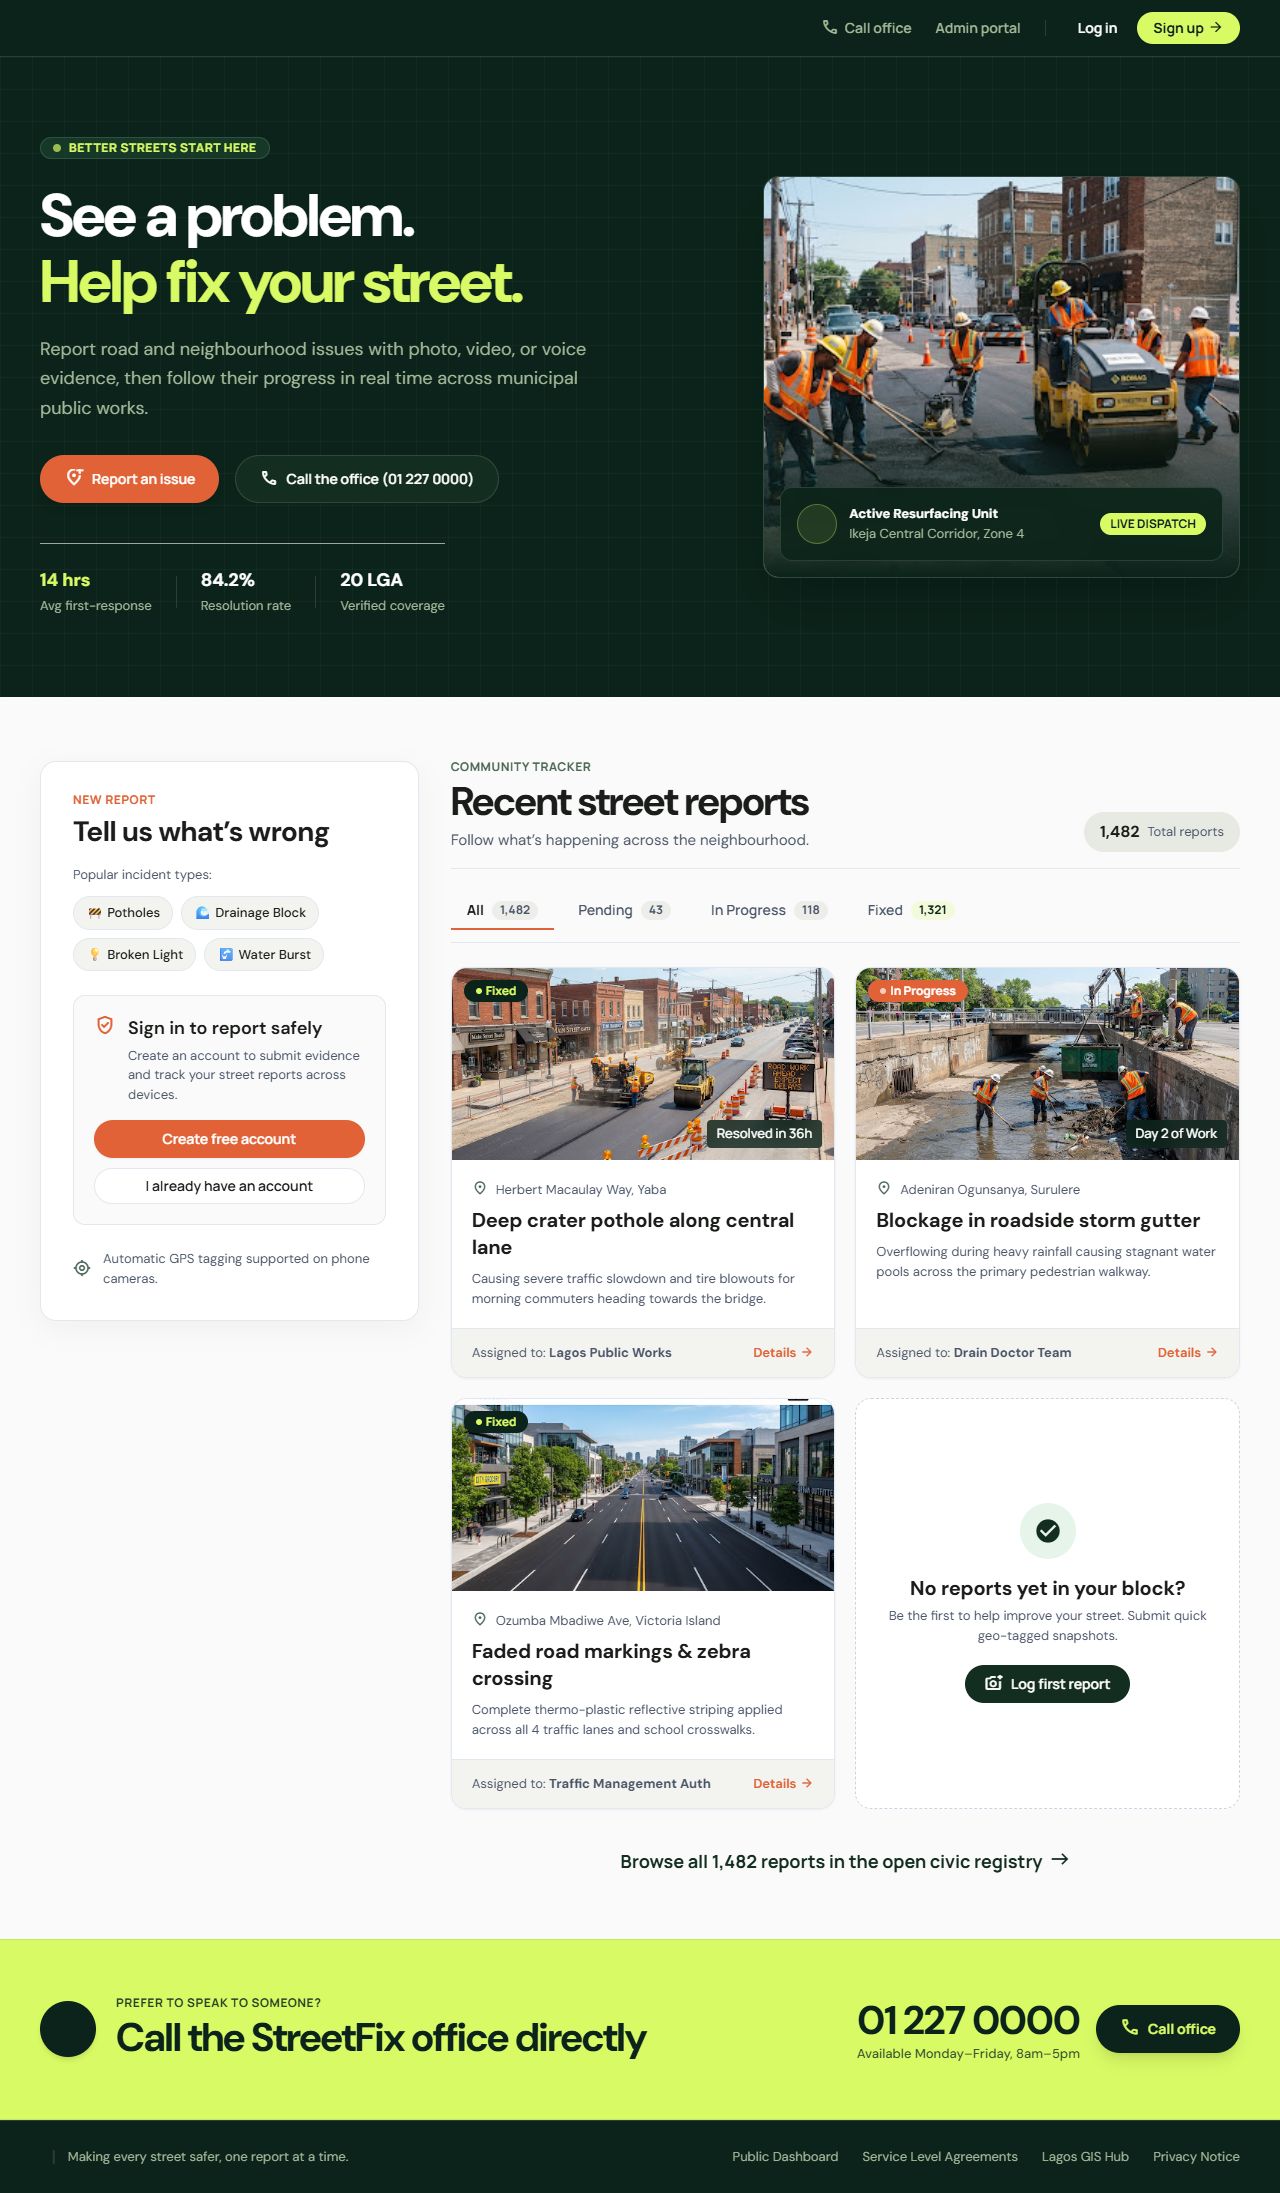 Call office
Admin portal
Log in
Sign up
BETTER STREETS START HERE
See a problem.
Help fix your street.
Report road and neighbourhood issues with photo, video, or voice
evidence, then follow their progress in real time across municipal
public works.
Report an issue
Call the office (01 227 0000)
14 hrs
Avg first-response
84.2%
Resolution rate
20 LGA
Verified coverage
BOMAG
Active Resurfacing Unit
Ikeja Central Corridor, Zone 4
LIVE DISPATCH
NEW REPORT
Tell us what’s wrong
Popular incident types:
Potholes
Drainage Block
Broken Light
Water Burst
Sign in to report safely
Create an account to submit evidence
and track your street reports across
devices.
Create free account
I already have an account
Automatic GPS tagging supported on phone
cameras.
COMMUNITY TRACKER
Recent street reports
Follow what’s happening across the neighbourhood.
1,482 Total reports
All 1,482
Pending 43
In Progress 118
Fixed 1,321
Fixed
ROAD WORK
AHEAD
EXPECT
DELAYS
Resolved in 36h
Herbert Macaulay Way, Yaba
Deep crater pothole along central
lane
Causing severe traffic slowdown and tire blowouts for
morning commuters heading towards the bridge.
Assigned to: Lagos Public Works
Details
In Progress
Day 2 of Work
Adeniran Ogunsanya, Surulere
Blockage in roadside storm gutter
Overflowing during heavy rainfall causing stagnant water
pools across the primary pedestrian walkway.
Assigned to: Drain Doctor Team
Details
Fixed
Ozumba Mbadiwe Ave, Victoria Island
Faded road markings & zebra
crossing
Complete thermo-plastic reflective striping applied
across all 4 traffic lanes and school crosswalks.
Assigned to: Traffic Management Auth
Details
No reports yet in your block?
Be the first to help improve your street. Submit quick
geo-tagged snapshots.
Log first report
Browse all 1,482 reports in the open civic registry
PREFER TO SPEAK TO SOMEONE?
Call the StreetFix office directly
01 227 0000
Available Monday–Friday, 8am–5pm
Call office
Making every street safer, one report at a time.
Public Dashboard
Service Level Agreements
Lagos GIS Hub
Privacy Notice